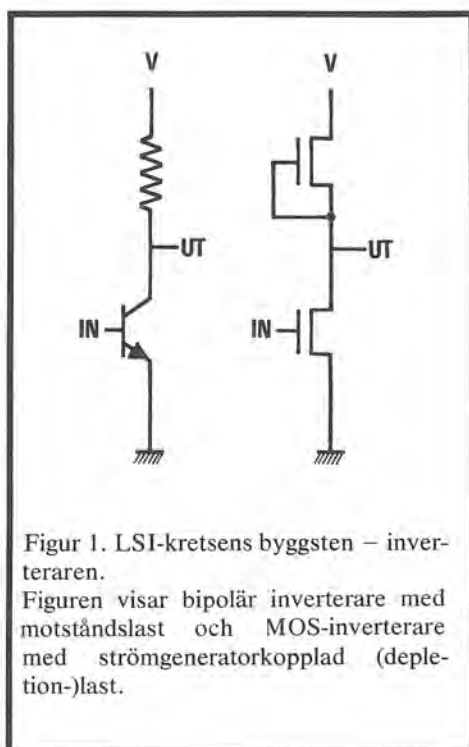 V V
UT UT
IN IN
Figur 1. LSI-kretsens byggsten – inver-
teraren.
Figuren visar bipolär inverterare med
motståndslast och MOS-inverterare
med strömgeneratorkopplad (deple-
tion-)last.